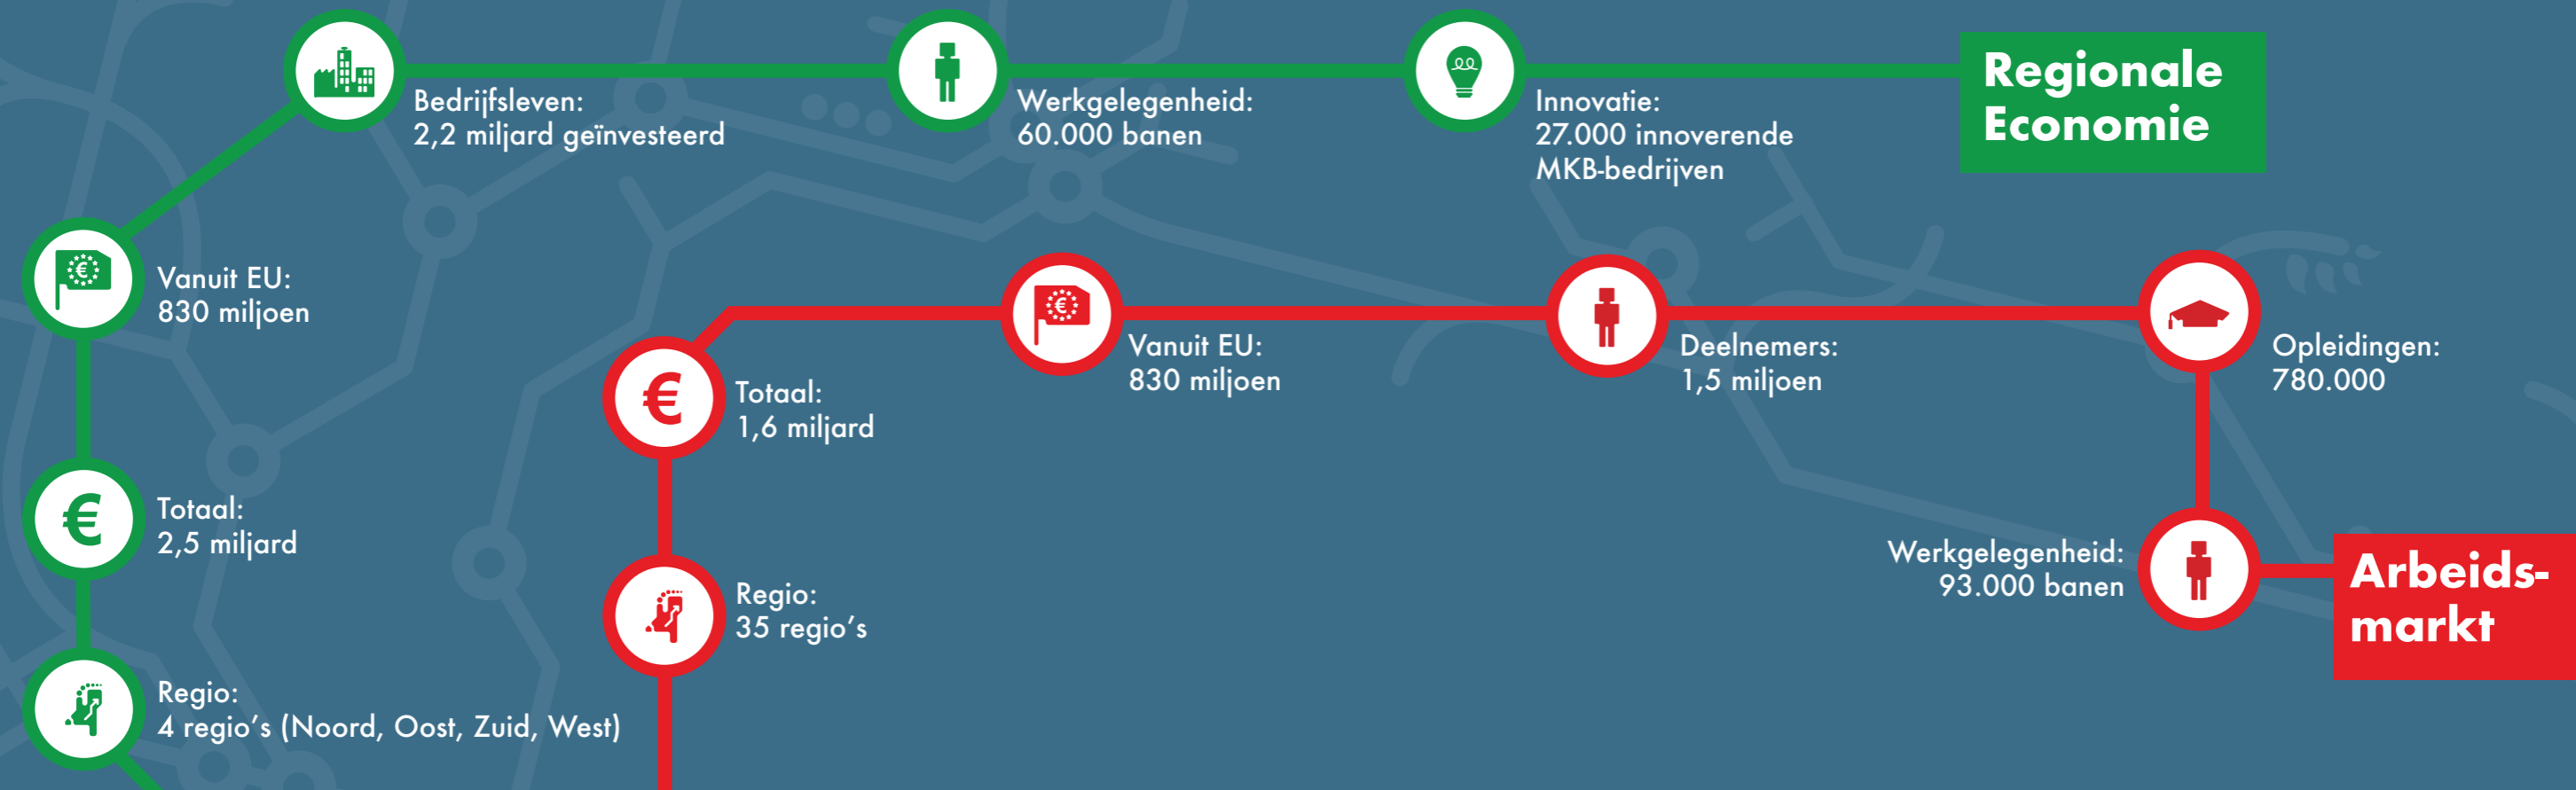 Regionale
Economie
Bedrijfsleven:
2,2 miljard geïnvesteerd
Werkgelegenheid:
60.000 banen
Innovatie:
27.000 innoverende
MKB-bedrijven
Vanuit EU:
830 miljoen
Totaal:
2,5 miljard
Regio:
4 regio’s (Noord, Oost, Zuid, West)
€
€
Totaal:
1,6 miljard
Regio:
35 regio’s
Vanuit EU:
830 miljoen
Deelnemers:
1,5 miljoen
Opleidingen:
780.000
Werkgelegenheid:
93.000 banen
Arbeids-
markt
€
€